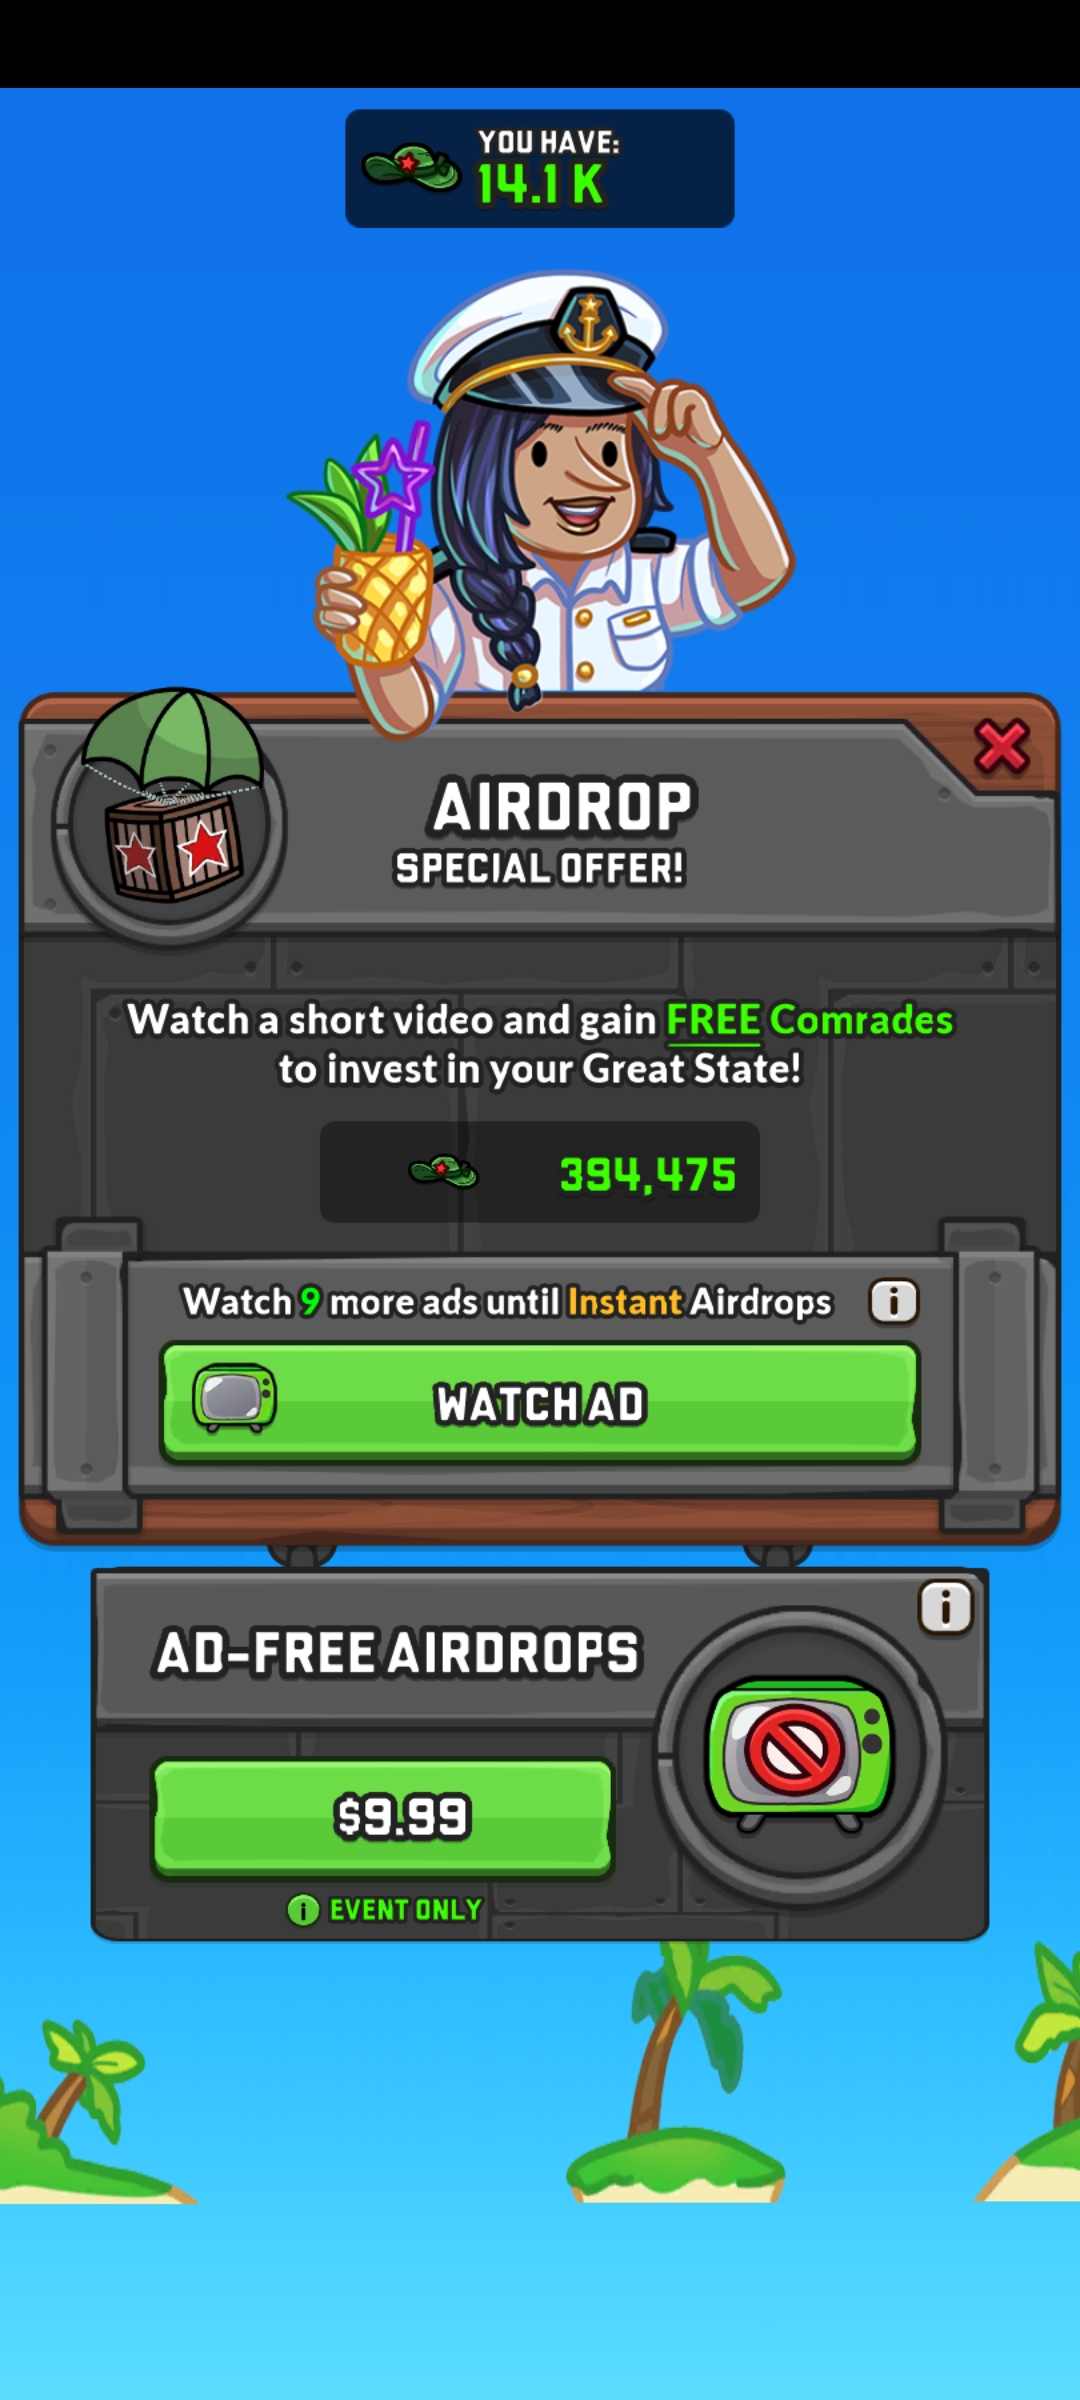 YOU HAVE:
14.1 K
AIRDROP
SPECIAL OFFER!
Watch a short video and gain FREE Comrades
to invest in your Great State!
394,475
Watch 9 more ads until Instant Airdrops
i
WATCH AD
i
AD-FREE AIRDROPS
$9.99
i EVENT ONLY